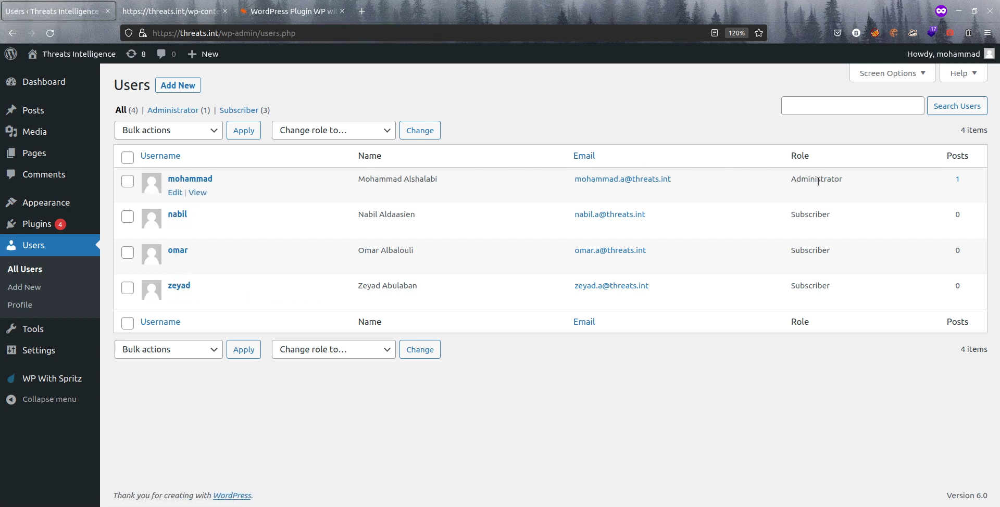 Users ‹ Threats Intelligence
https://threats.int/wp-conte
WordPress Plugin WP wi
https://threats.int/wp-admin/users.php
120%
B
17
Threats Intelligence
8
0
New
Howdy, mohammad
Dashboard
Posts
Media
Pages
Comments
Appearance
Plugins 4
Users
All Users
Add New
Profile
Tools
Settings
WP With Spritz
Collapse menu
Screen Options
Help
Users
Add New
All (4) | Administrator (1) | Subscriber (3)
Search Users
Bulk actions
Apply
Change role to…
Change
4 items
Username Name Email Role Posts
mohammad Mohammad Alshalabi mohammad.a@threats.int Administrator 1
Edit | View
nabil Nabil Aldaasien nabil.a@threats.int Subscriber 0
omar Omar Albalouli omar.a@threats.int Subscriber 0
zeyad Zeyad Abulaban zeyad.a@threats.int Subscriber 0
Username Name Email Role Posts
Bulk actions
Apply
Change role to…
Change
4 items
Thank you for creating with WordPress.
Version 6.0